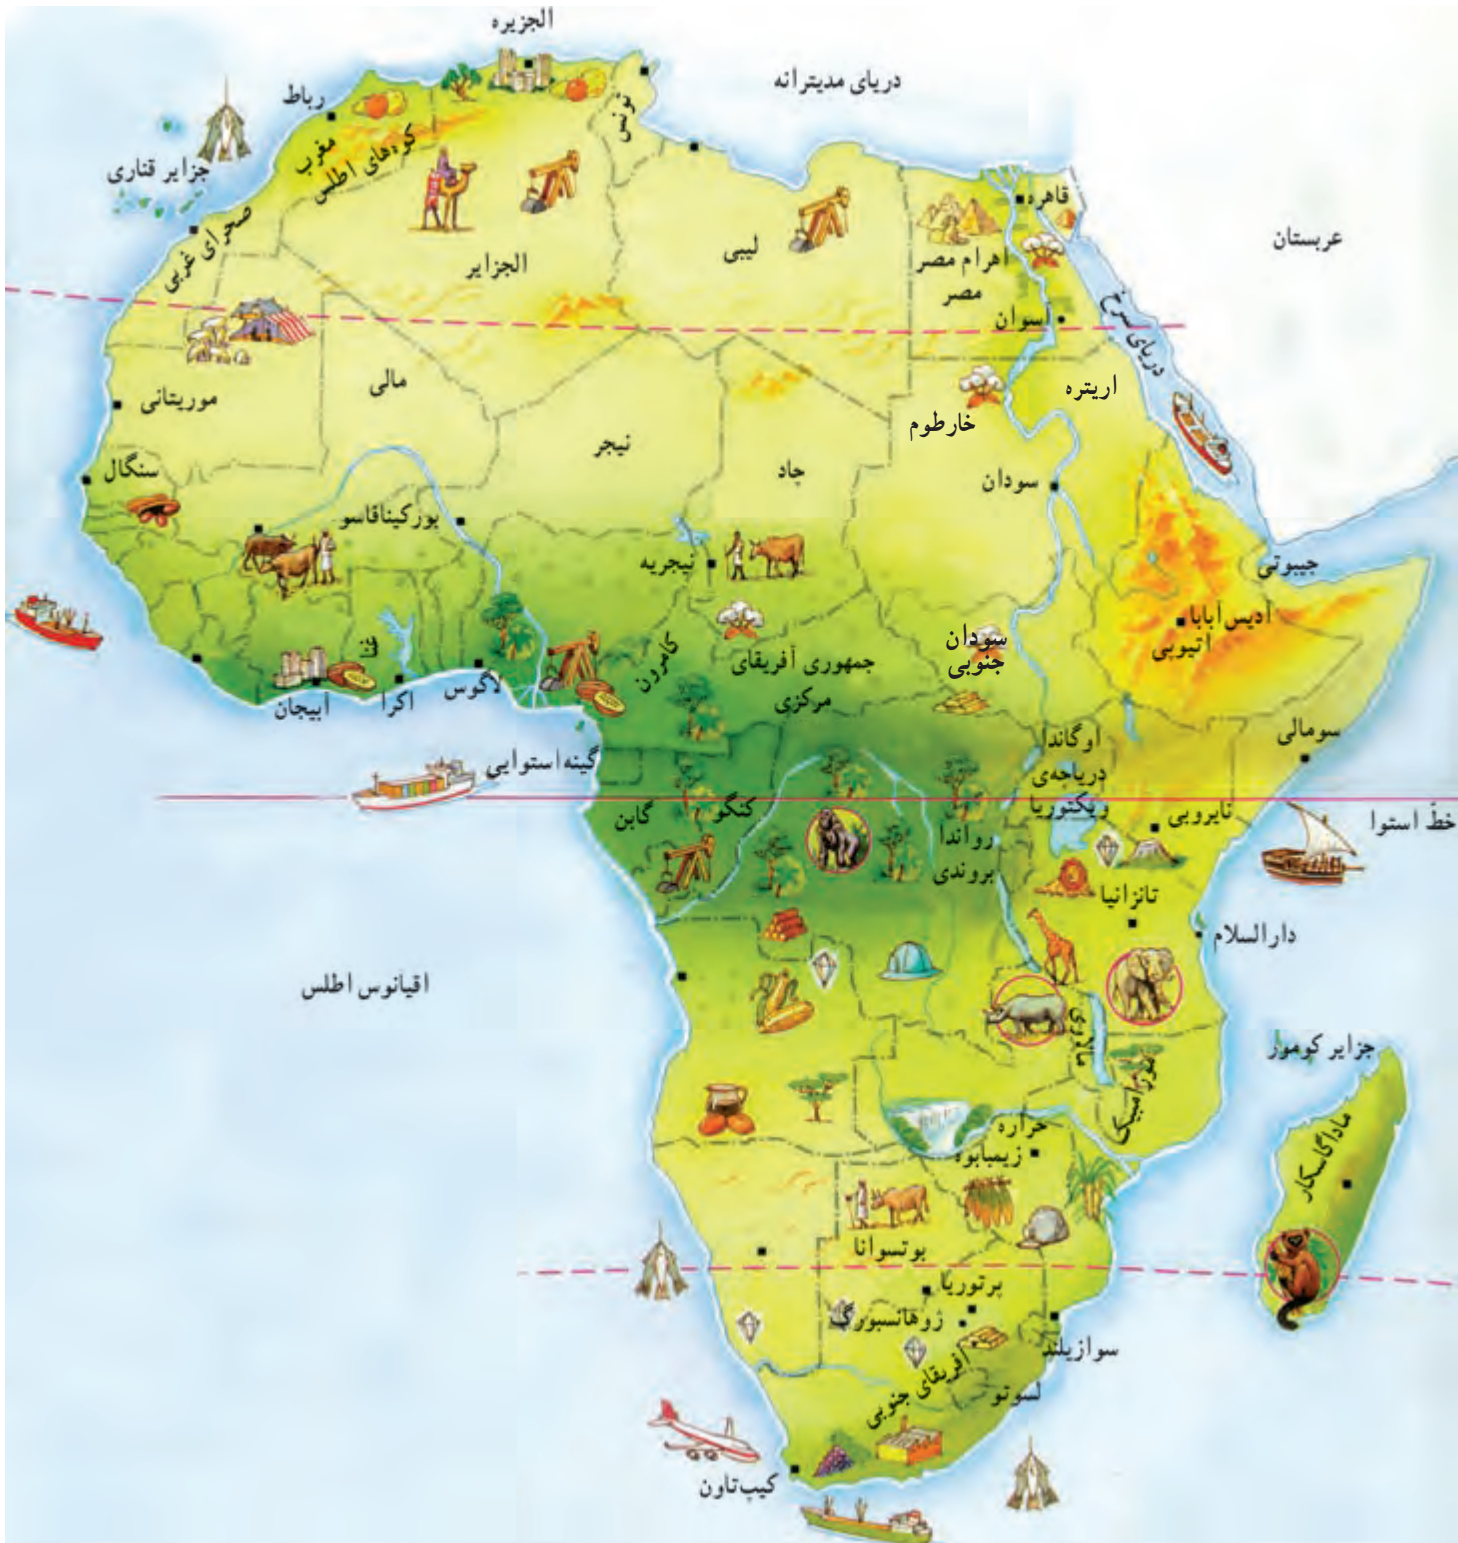 الجزیره
دریای مدیترانه
رباط
تونس
مغرب
کوه‌های اطلس
جزایر قناری
صحرای غربی
قاهره
عربستان
لیبی
الجزایر
اهرام مصر
مصر
اسوان
دریای سرخ
اریتره
مالی
موریتانی
خارطوم
نیجر
چاد
سنگال
سودان
بورکینافاسو
نیجریه
جیبوتی
آدیس‌آبابا
اتیوپی
غنا
کامرون
جمهوری آفریقای
مرکزی
سودان
جنوبی
لاگوس
اکرا
آبیجان
سومالی
اوگاندا
دریاچه‌ی
ویکتوریا
گینه استوایی
گابن
کنگو
رواندا
بروندی
نایروبی
خطّ استوا
تانزانیا
دارالسلام
اقیانوس اطلس
مالاوی
جزایر کومور
موزامبیک
حراره
زیمبابوه
ماداگاسکار
بوتسوانا
پرتوریا
ژوهانسبورگ
سوازیلند
آفریقای جنوبی
لسوتو
کیپ‌تاون